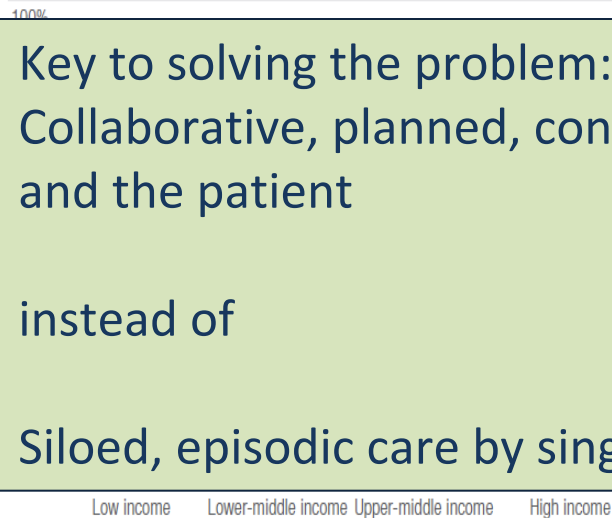 100%
Key to solving the problem:
Collaborative, planned, con
and the patient
instead of
Siloed, episodic care by sing
Low income Lower-middle income Upper-middle income High income